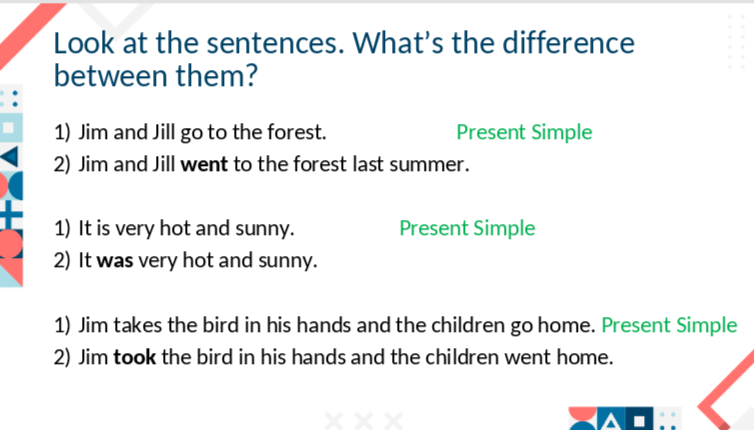 Look at the sentences. What's the difference
between them?
1) Jim and Jill go to the forest. Present Simple
2) Jim and Jill went to the forest last summer.
1) It is very hot and sunny. Present Simple
2) It was very hot and sunny.
1) Jim takes the bird in his hands and the children go home. Present Simple
2) Jim took the bird in his hands and the children went home.